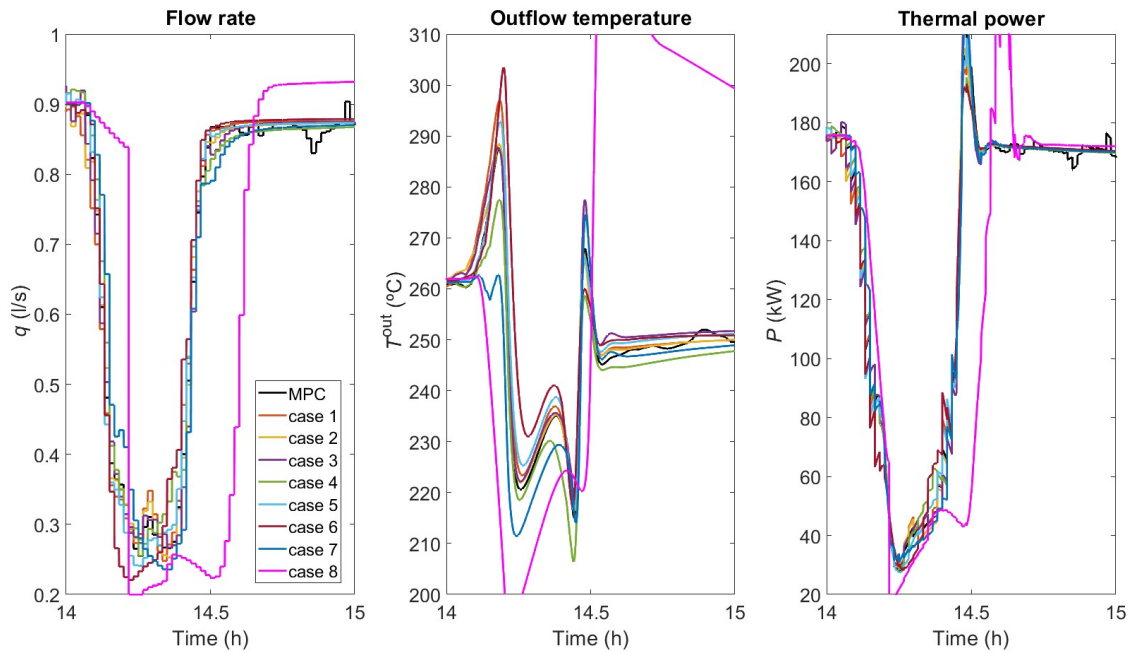 Flow rate
1
0.9
0.8
0.7
0.6
0.5
0.4
0.3
0.2
14
14.5
15
q (l/s)
Time (h)
MPC
case 1
case 2
case 3
case 4
case 5
case 6
case 7
case 8
Outflow temperature
310
300
290
280
270
260
250
240
230
220
210
200
14
14.5
15
T^out (ºC)
Time (h)
Thermal power
200
180
160
140
120
100
80
60
40
20
14
14.5
15
P (kW)
Time (h)